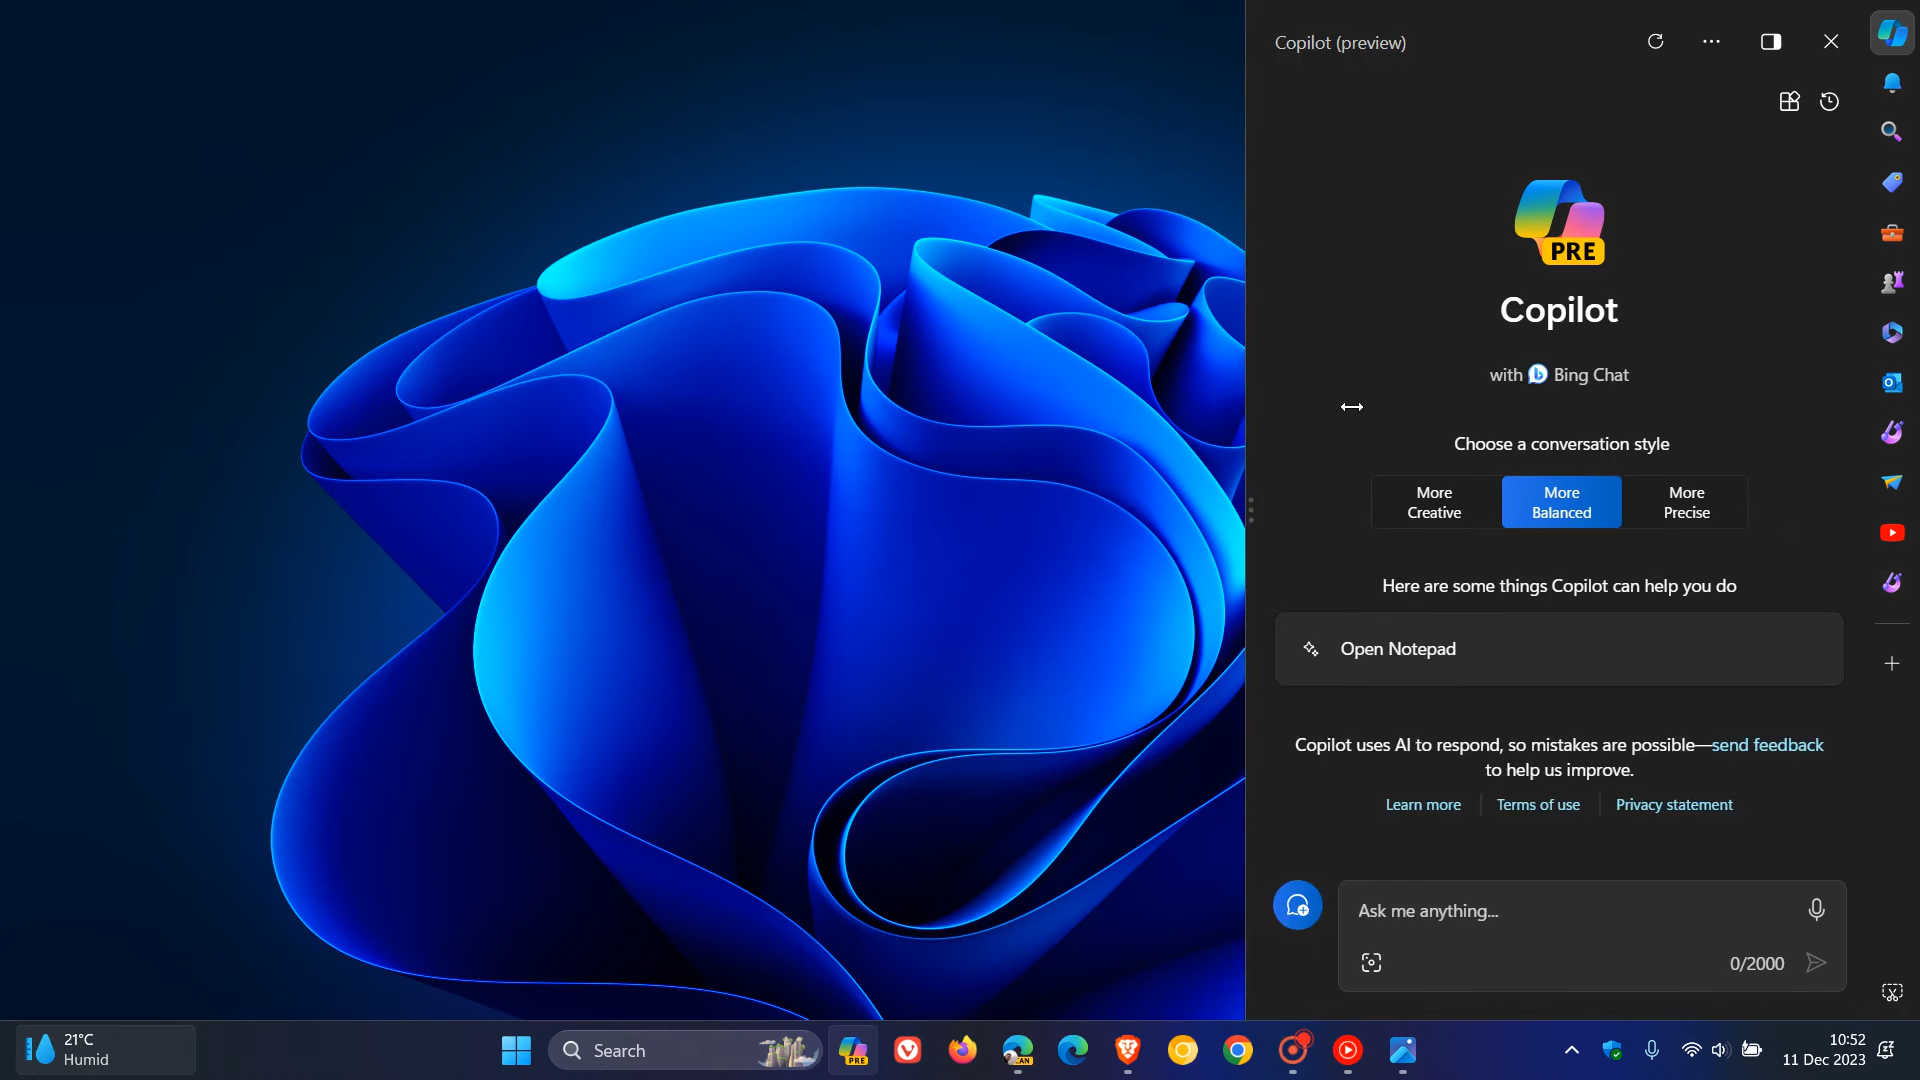 Copilot (preview)
PRE
Copilot
with Bing Chat
Choose a conversation style
More
Creative
More
Balanced
More
Precise
Here are some things Copilot can help you do
Open Notepad
Copilot uses AI to respond, so mistakes are possible—send feedback
to help us improve.
Learn more
Terms of use
Privacy statement
Ask me anything...
0/2000
21°C
Humid
Search
PRE
CAN
10:52
11 Dec 2023